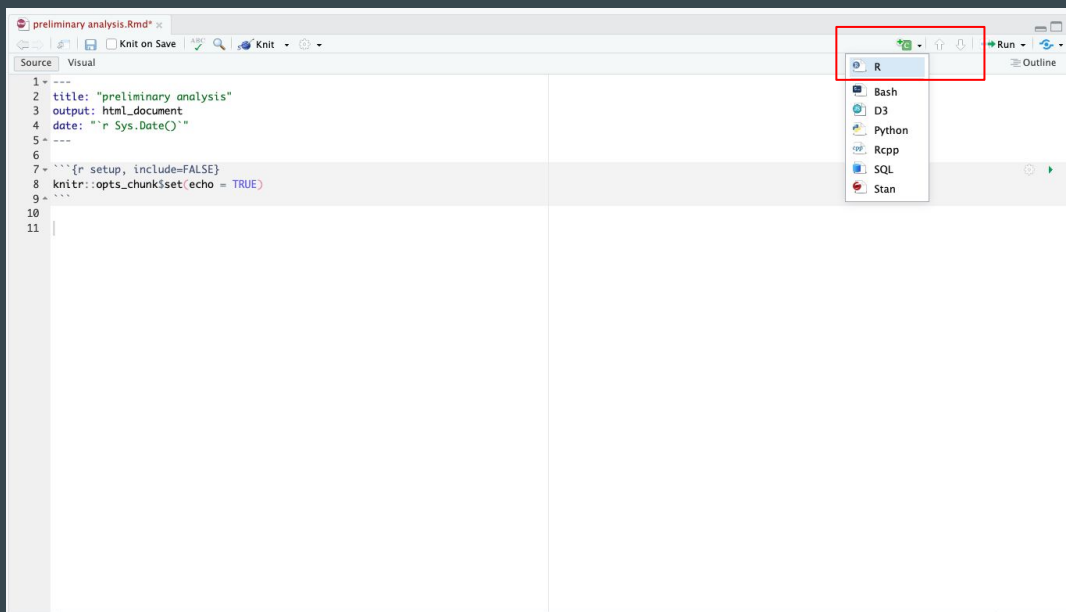 preliminary analysis.Rmd*
Knit on Save ABC Knit Run
Source Visual Outline
1 ---
2 title: "preliminary analysis"
3 output: html_document
4 date: "`r Sys.Date()`"
5 ---
6
7 ```{r setup, include=FALSE}
8 knitr::opts_chunk$set(echo = TRUE)
9 ```
10
11
R
Bash
D3
Python
Rcpp
SQL
Stan